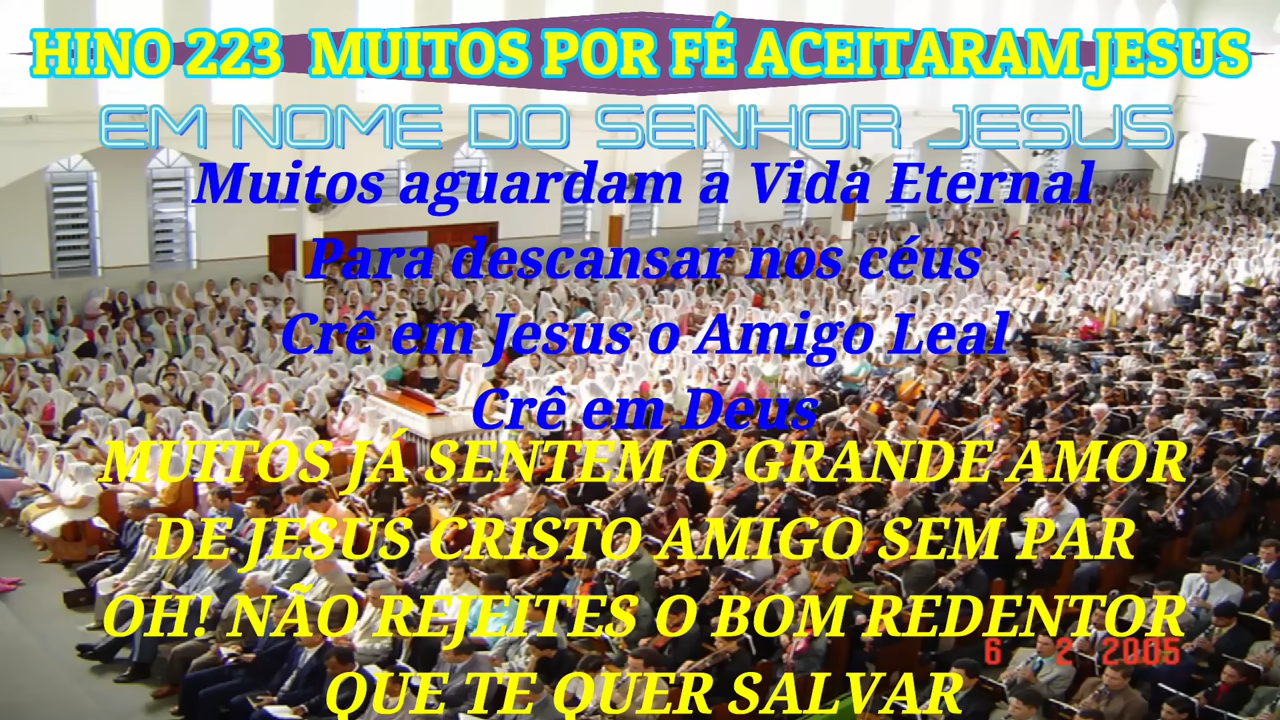 HINO 223 MUITOS POR FÉ ACEITARAM JESUS
EM NOME DO SENHOR JESUS
Muitos aguardam a Vida Eternal
Para descansar nos céus
Crê em Jesus o Amigo Leal
Crê em Deus
MUITOS JÁ SENTEM O GRANDE AMOR
DE JESUS CRISTO AMIGO SEM PAR
OH! NÃO REJEITES O BOM REDENTOR
6 2 2005
QUE TE QUER SALVAR